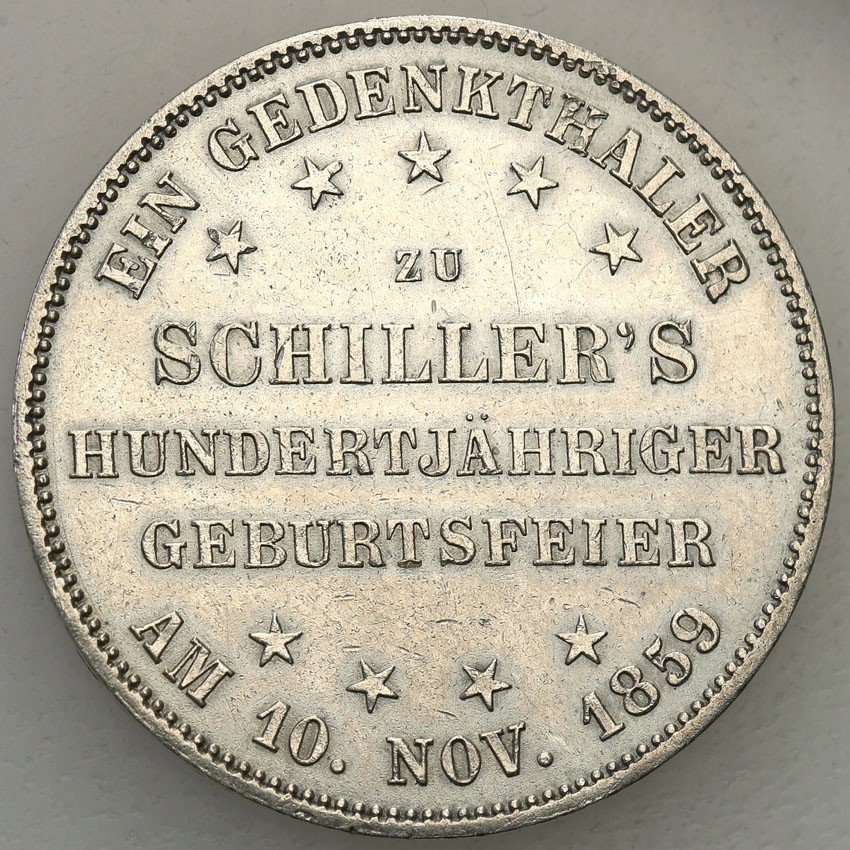 EIN GEDENKTHALER
ZU
SCHILLER'S
HUNDERTJÄHRIGER
GEBURTSFEIER
AM 10. NOV. 1859